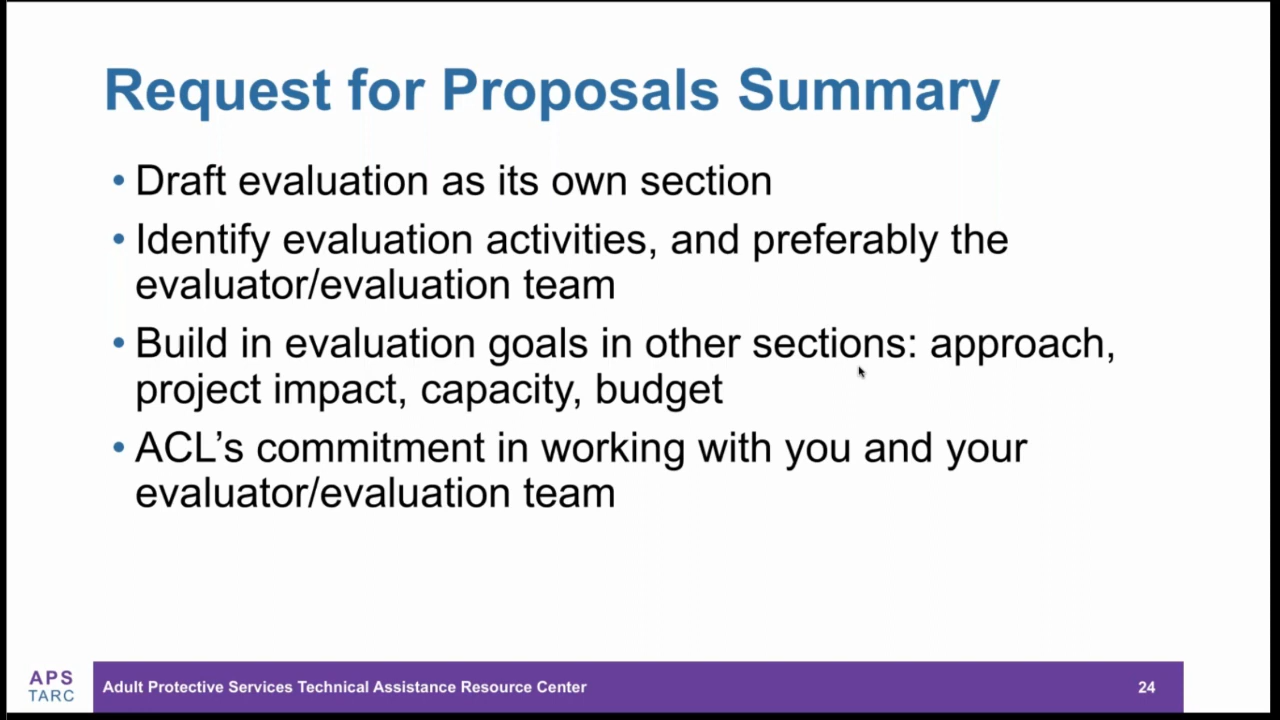 Request for Proposals Summary
• Draft evaluation as its own section
• Identify evaluation activities, and preferably the
evaluator/evaluation team
• Build in evaluation goals in other sections: approach,
project impact, capacity, budget
• ACL’s commitment in working with you and your
evaluator/evaluation team
APS
TARC
Adult Protective Services Technical Assistance Resource Center
24